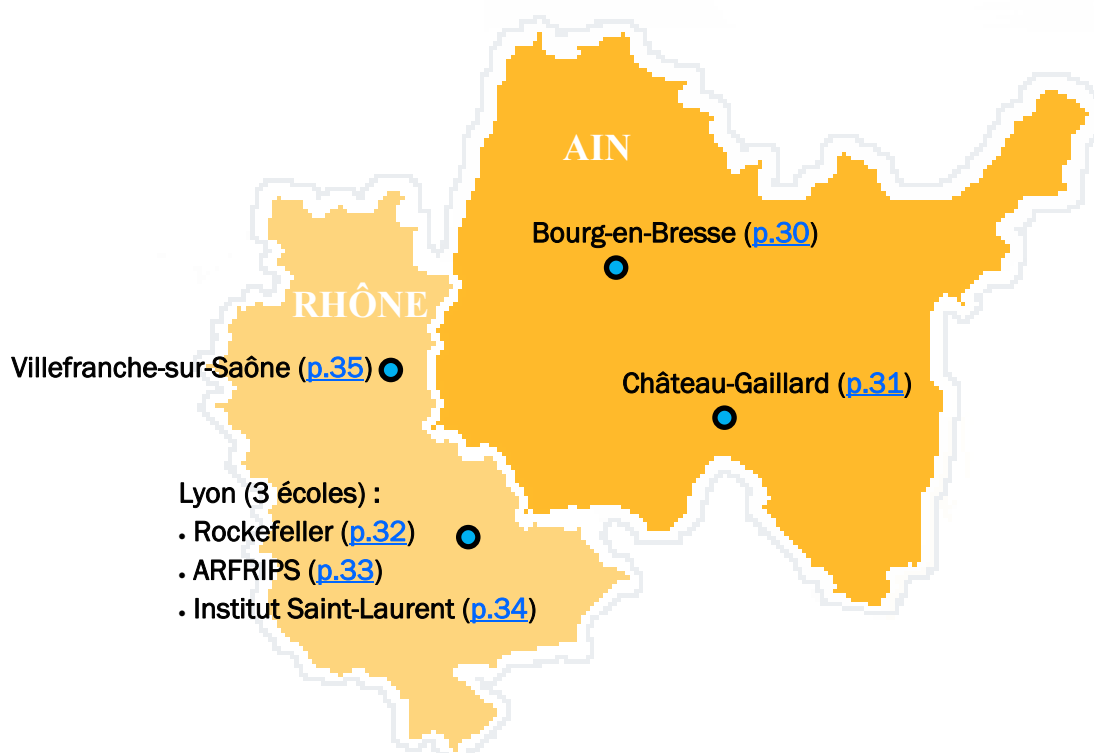 AIN
Bourg-en-Bresse (p.30)
RHÔNE
Villefranche-sur-Saône (p.35)
Château-Gaillard (p.31)
Lyon (3 écoles) :
• Rockefeller (p.32)
• ARFRIPS (p.33)
• Institut Saint-Laurent (p.34)